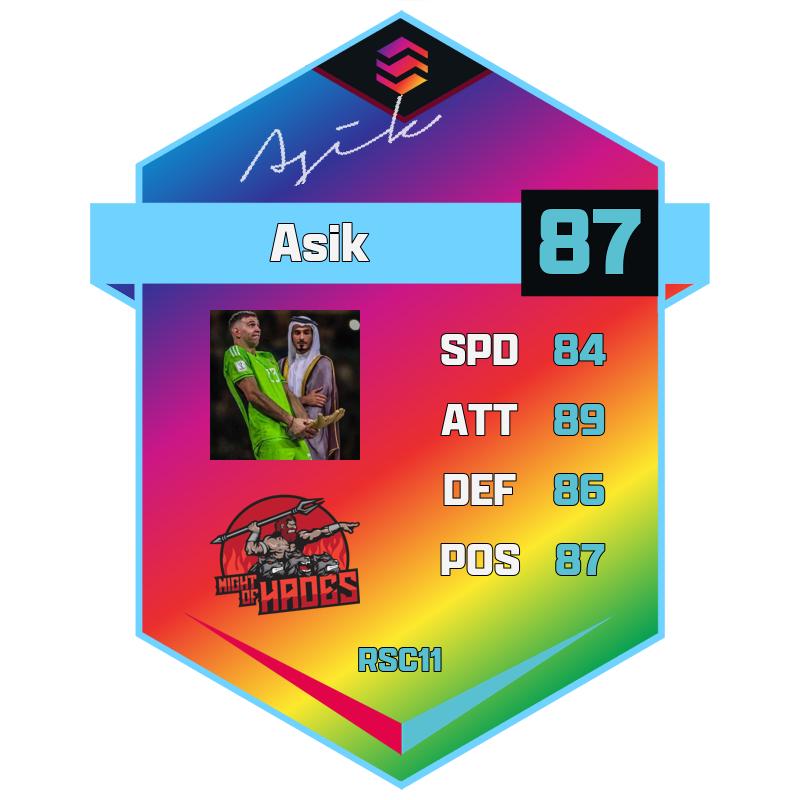 Asik
Asik
87
SPD 84
ATT 89
DEF 86
POS 87
MIGHT
OF HADES
RSC11